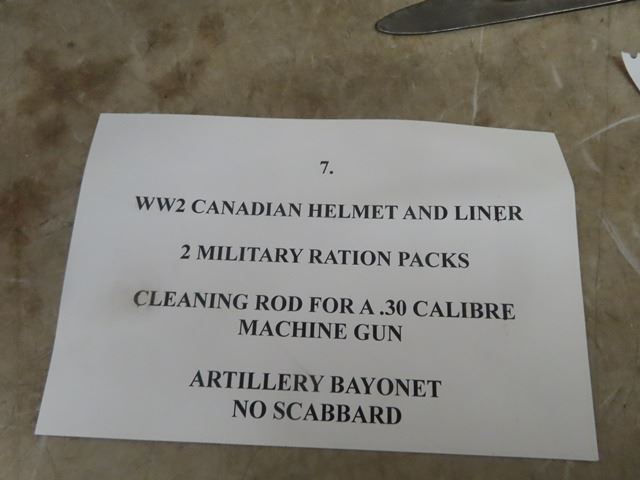 7.
WW2 CANADIAN HELMET AND LINER
2 MILITARY RATION PACKS
CLEANING ROD FOR A .30 CALIBRE
MACHINE GUN
ARTILLERY BAYONET
NO SCABBARD